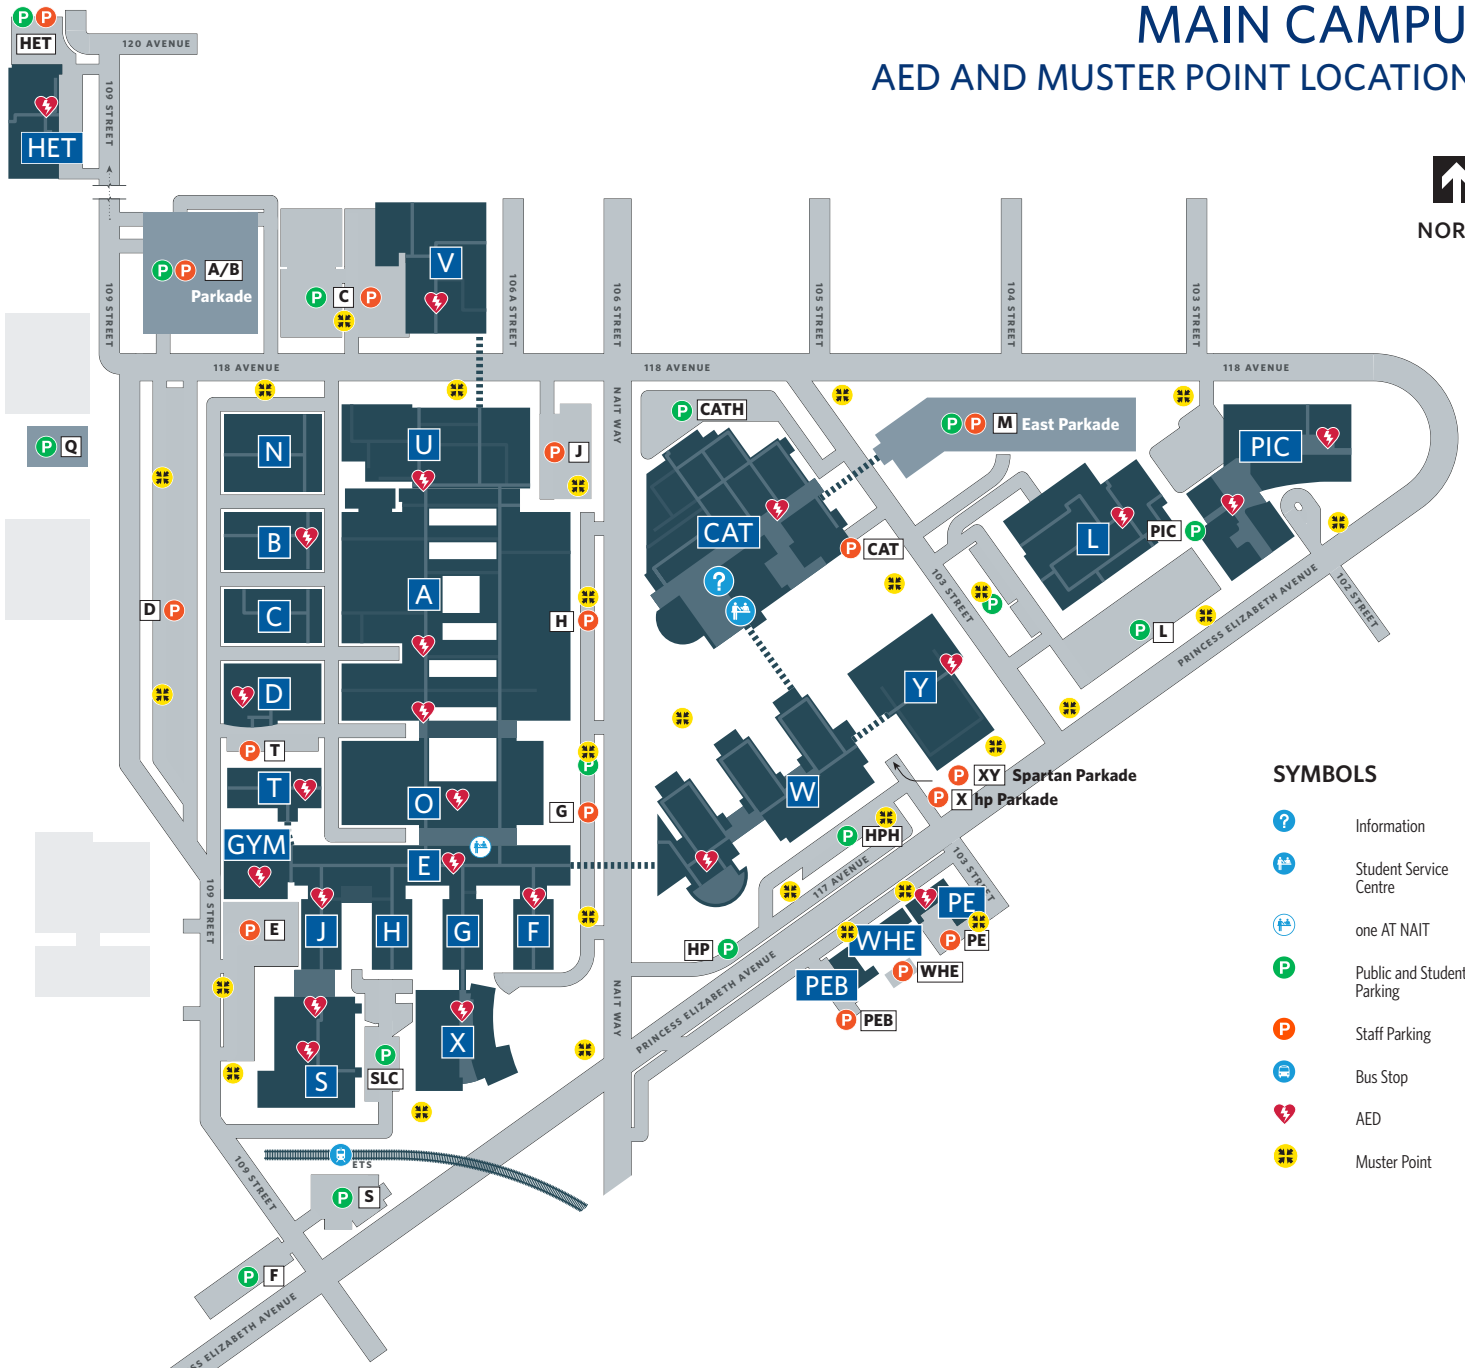 MAIN CAMPU
AED AND MUSTER POINT LOCATION
HET
120 AVENUE
109 STREET
HET
NOR
A/B
Parkade
C
V
109 STREET
106A STREET
106 STREET
105 STREET
104 STREET
103 STREET
118 AVENUE
118 AVENUE
118 AVENUE
NAIT WAY
CATH
M East Parkade
Q
N
U
J
PIC
B
CAT
L
PIC
CAT
A
C
D
H
103 STREET
102 STREET
L
PRINCESS ELIZABETH AVENUE
D
Y
T
T
O
G
W
XY Spartan Parkade
X hp Parkade
SYMBOLS
HPH
GYM
E
117 AVENUE
103 STREET
Information
Student Service
Centre
one AT NAIT
Public and Student
Parking
Staff Parking
Bus Stop
AED
Muster Point
109 STREET
E
J
H
G
F
HP
PE
WHE
PE
WHE
PEB
PEB
PRINCESS ELIZABETH AVENUE
NAIT WAY
X
S
SLC
109 STREET
ETS
S
F
SS ELIZABETH AVENUE